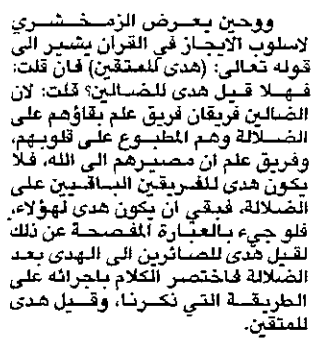 ووحين يعرض الزمخشري
لاسلوب الايجاز في القرآن يشير الى
قوله تعالى: (هدى للمتقين) فان قلت:
فهلا قيل هدى للضالين؟ قلت: لان
الضالين فريقان فريق علم بقاؤهم على
الضلالة وهم المطبوع على قلوبهم،
وفريق علم ان مصيرهم الى الله، فلا
يكون هدى للفريقين الباقيين على
الضلالة، فبقي أن يكون هدى لهؤلاء،
فلو جيء بالعبارة المفصحة عن ذلك
لقيل هدى للصائرين الى الهدى بعد
الضلالة فاختصر الكلام باجرائه على
الطريقة التي ذكرنا، وقيل هدى
للمتقين.